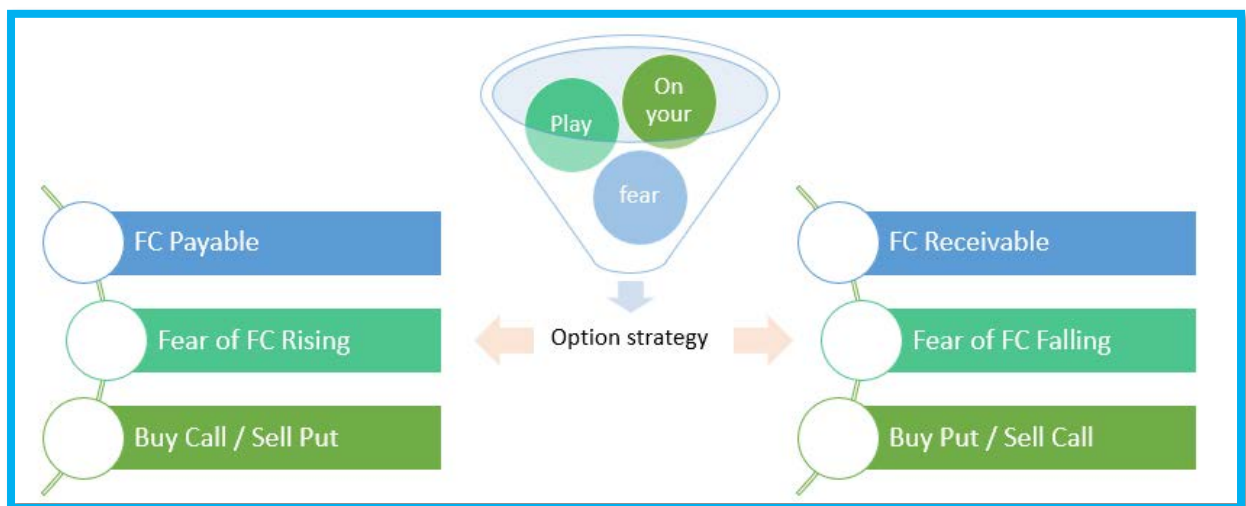 Play
On
your
fear
Option strategy
FC Payable
Fear of FC Rising
Buy Call / Sell Put
FC Receivable
Fear of FC Falling
Buy Put / Sell Call